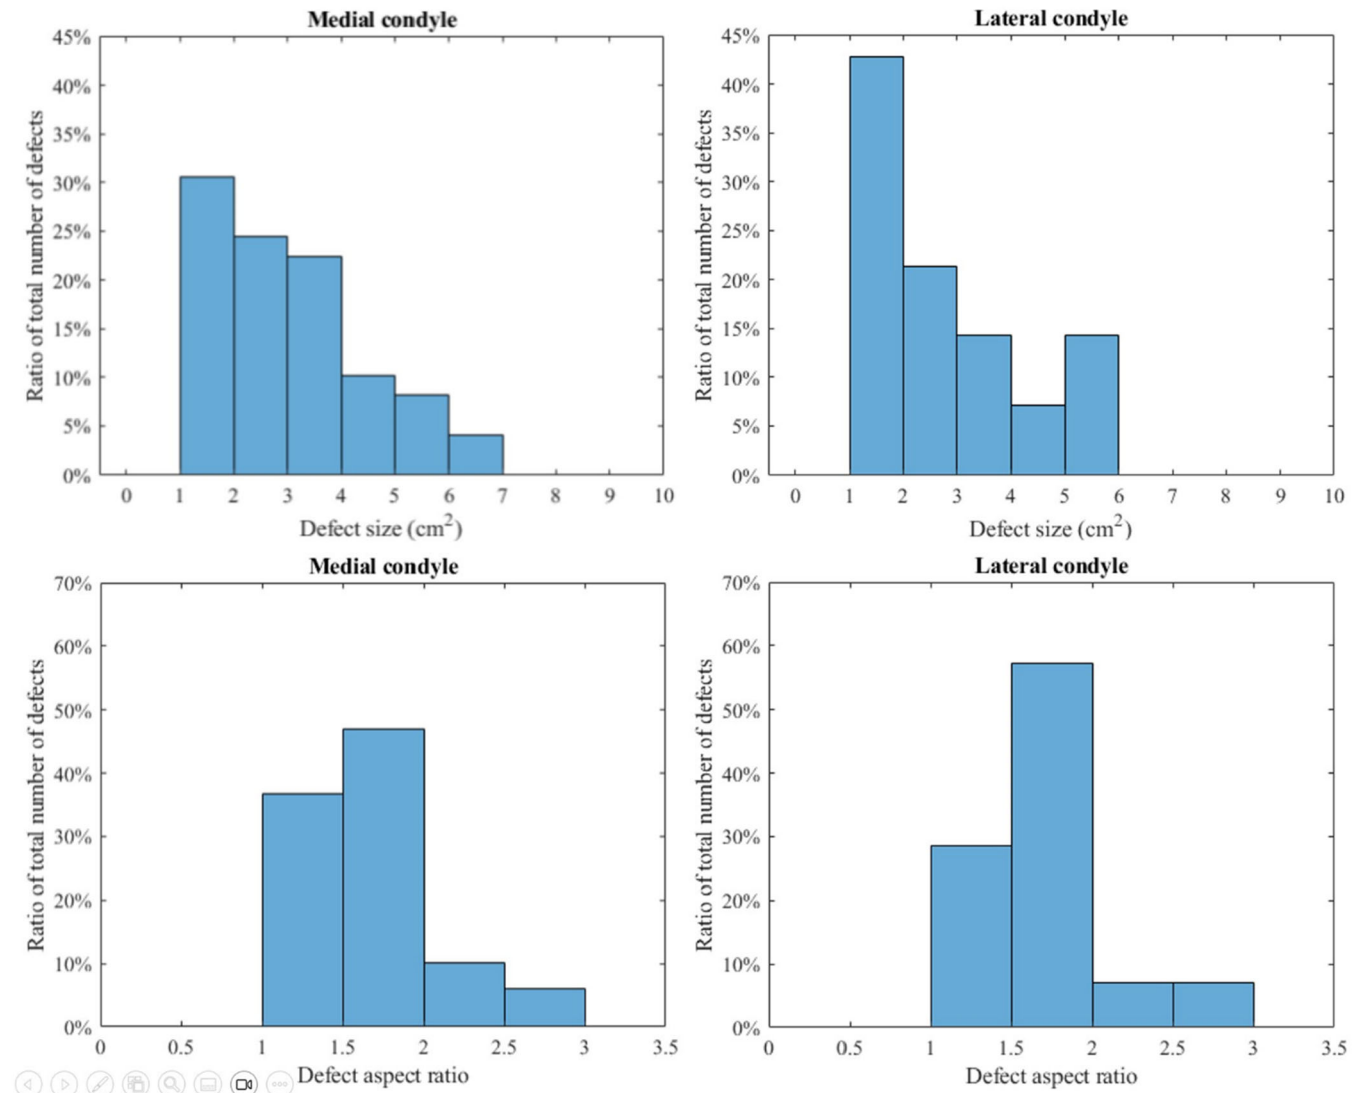 Medial condyle
45%
40%
35%
30%
25%
20%
15%
10%
5%
0%
Ratio of total number of defects
0 1 2 3 4 5 6 7 8 9 10
Defect size (cm²)
Lateral condyle
45%
40%
35%
30%
25%
20%
15%
10%
5%
0%
Ratio of total number of defects
0 1 2 3 4 5 6 7 8 9 10
Defect size (cm²)
Medial condyle
70%
60%
50%
40%
30%
20%
10%
0%
Ratio of total number of defects
0 0.5 1 1.5 2 2.5 3 3.5
Defect aspect ratio
Lateral condyle
70%
60%
50%
40%
30%
20%
10%
0%
Ratio of total number of defects
0 0.5 1 1.5 2 2.5 3 3.5
Defect aspect ratio